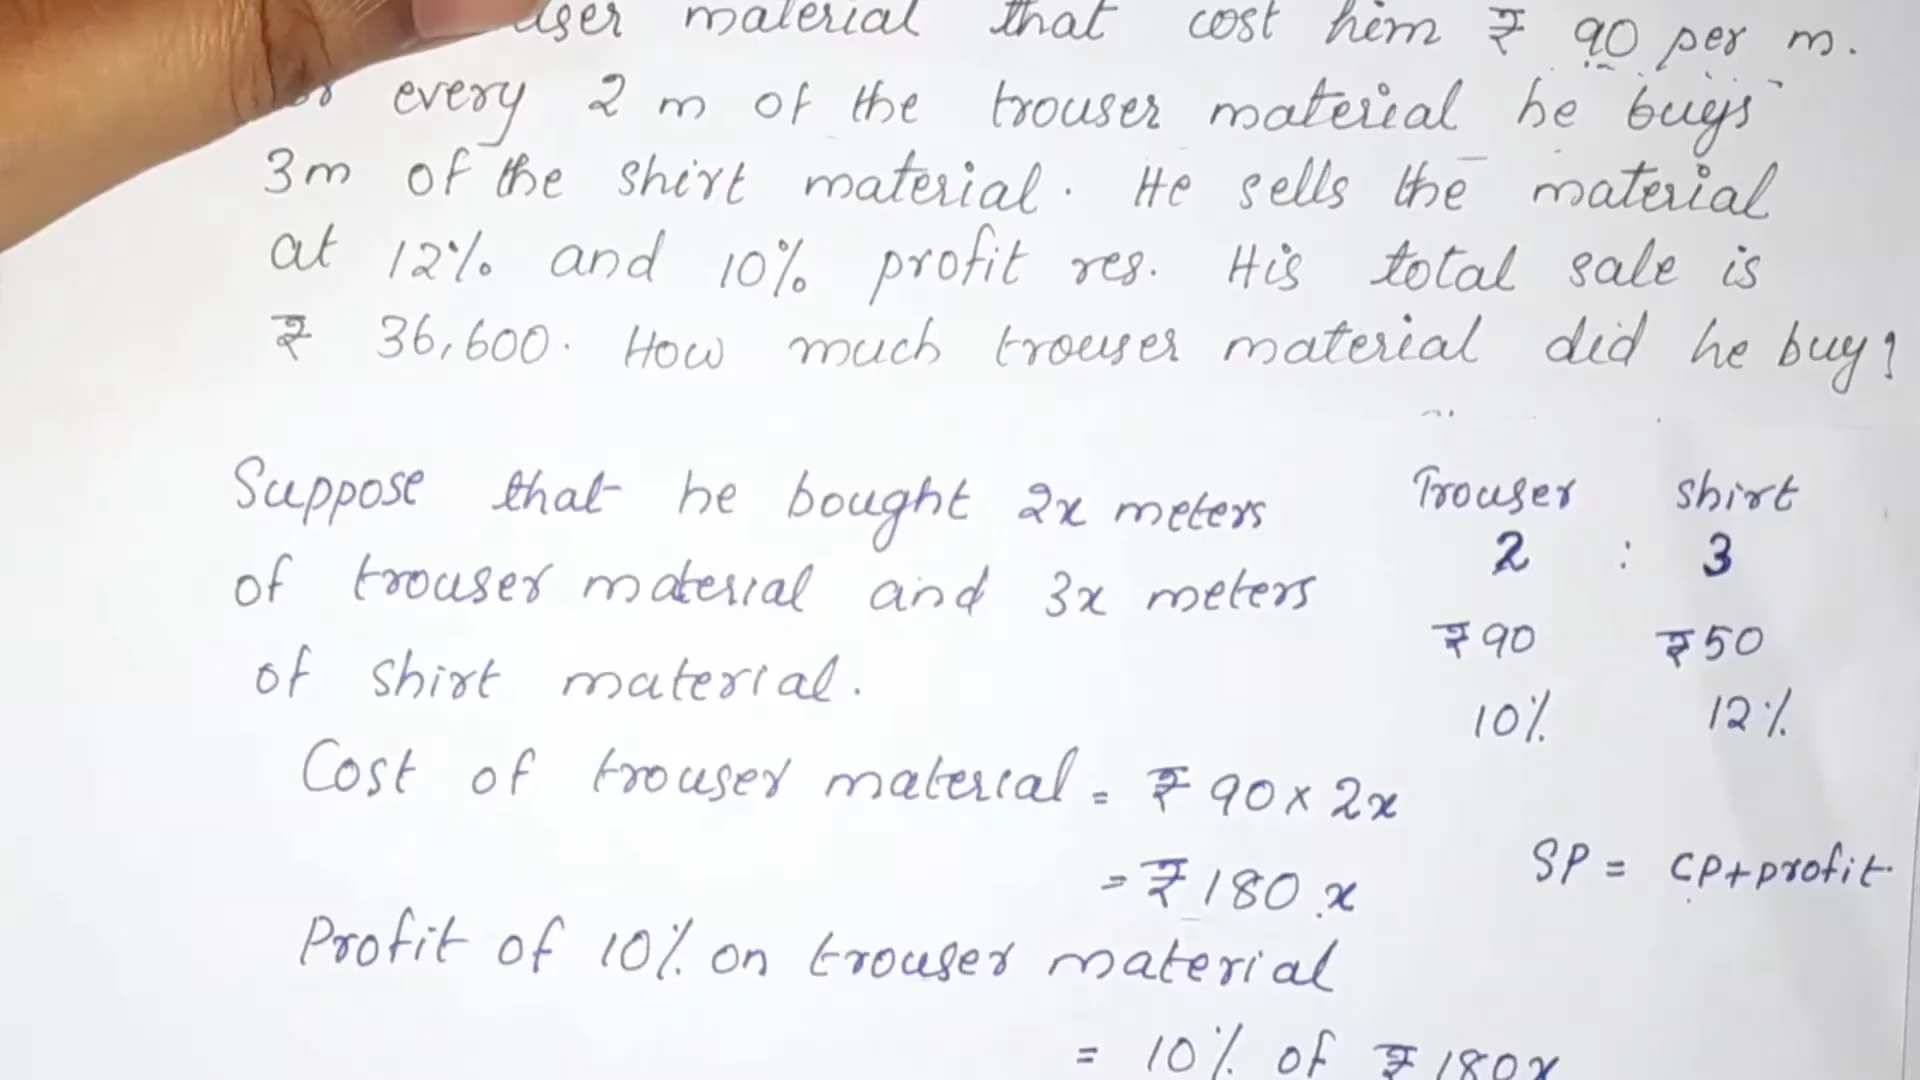 material that cost him ₹ 90 per m.
every 2 m of the trouser material he buys
3m of the shirt material. He sells the material
at 12% and 10% profit res. His total sale is
₹ 36,600. How much trouser material did he buy?
Suppose that he bought 2x meters
of trouser material and 3x meters
of shirt material.
Trouser shirt
2 : 3
₹90 ₹50
10% 12%
Cost of trouser material = ₹ 90 × 2x
= ₹ 180 x
SP = CP+profit.
Profit of 10% on trouser material
= 10% of ₹ 180x